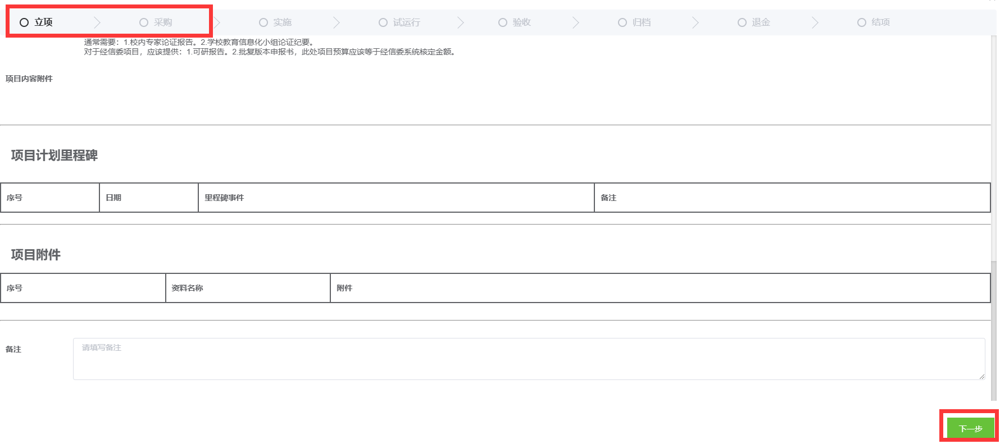 立项 采购 实施 试运行 验收 归档 退金 结项
通常需要：1.校内专家论证报告。2.学校教育信息化小组论证纪要。
对于经信委项目，应该提供：1.可研报告。2.批复版本申报书，此处项目预算应该等于经信委系统核定金额。
项目内容附件
项目计划里程碑
序号 日期 里程碑事件 备注
项目附件
序号 资料名称 附件
备注 请填写备注
下一步